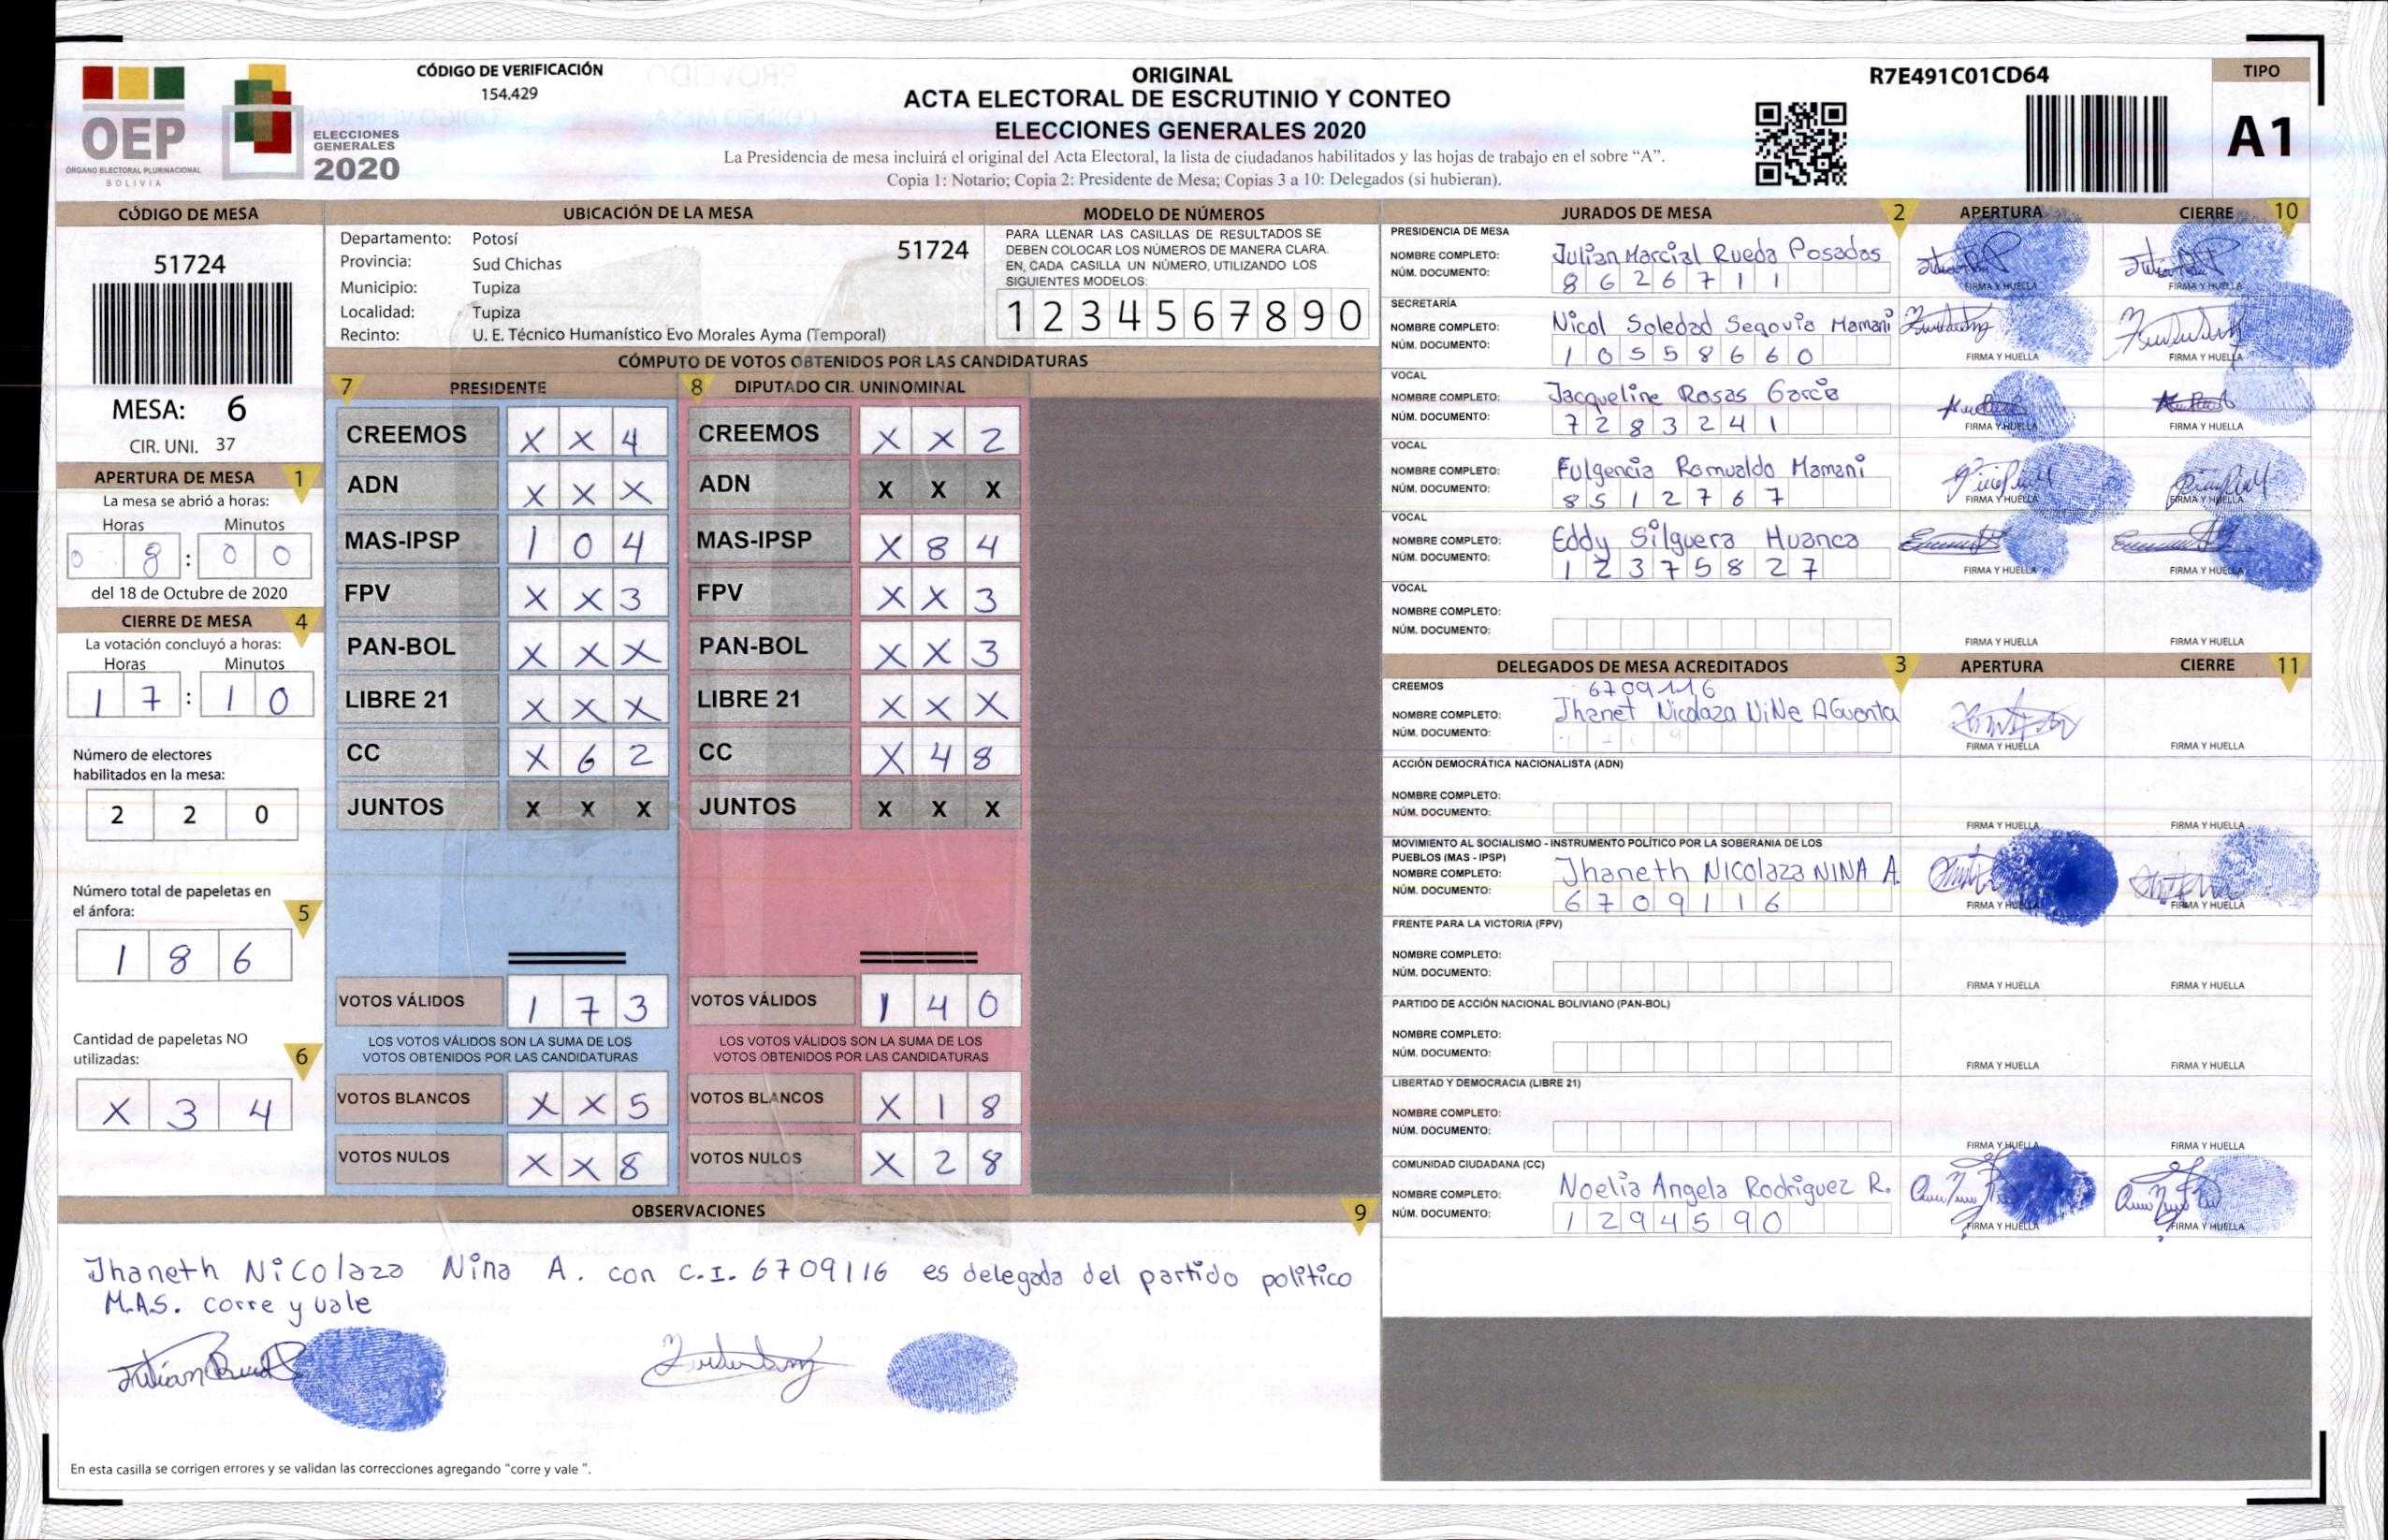 OEP
ÓRGANO ELECTORAL PLURINACIONAL
BOLIVIA
ELECCIONES
GENERALES
2020
CÓDIGO DE VERIFICACIÓN
154.429
ORIGINAL
ACTA ELECTORAL DE ESCRUTINIO Y CONTEO
ELECCIONES GENERALES 2020
La Presidencia de mesa incluirá el original del Acta Electoral, la lista de ciudadanos habilitados y las hojas de trabajo en el sobre “A”.
Copia 1: Notario; Copia 2: Presidente de Mesa; Copias 3 a 10: Delegados (si hubieran).
R7E491C01CD64
TIPO
A1
CÓDIGO DE MESA
51724
MESA: 6
CIR. UNI. 37
APERTURA DE MESA 1
La mesa se abrió a horas:
Horas Minutos
0 8 : 0 0
del 18 de Octubre de 2020
CIERRE DE MESA 4
La votación concluyó a horas:
Horas Minutos
1 7 : 1 0
Número de electores
habilitados en la mesa:
2 2 0
Número total de papeletas en
el ánfora: 5
1 8 6
Cantidad de papeletas NO
utilizadas: 6
X 3 4
UBICACIÓN DE LA MESA
Departamento: Potosí 51724
Provincia: Sud Chichas
Municipio: Tupiza
Localidad: Tupiza
Recinto: U. E. Técnico Humanístico Evo Morales Ayma (Temporal)
MODELO DE NÚMEROS
PARA LLENAR LAS CASILLAS DE RESULTADOS SE
DEBEN COLOCAR LOS NÚMEROS DE MANERA CLARA.
EN, CADA CASILLA UN NÚMERO, UTILIZANDO LOS
SIGUIENTES MODELOS:
1 2 3 4 5 6 7 8 9 0
CÓMPUTO DE VOTOS OBTENIDOS POR LAS CANDIDATURAS
7 PRESIDENTE 8 DIPUTADO CIR. UNINOMINAL
CREEMOS X X 4 CREEMOS X X 2
ADN X X X ADN X X X
MAS-IPSP 1 0 4 MAS-IPSP X 8 4
FPV X X 3 FPV X X 3
PAN-BOL X X X PAN-BOL X X 3
LIBRE 21 X X X LIBRE 21 X X X
CC X 6 2 CC X 4 8
JUNTOS X X X JUNTOS X X X
VOTOS VÁLIDOS 1 7 3 VOTOS VÁLIDOS 1 4 0
LOS VOTOS VÁLIDOS SON LA SUMA DE LOS LOS VOTOS VÁLIDOS SON LA SUMA DE LOS
VOTOS OBTENIDOS POR LAS CANDIDATURAS VOTOS OBTENIDOS POR LAS CANDIDATURAS
VOTOS BLANCOS X X 5 VOTOS BLANCOS X 1 8
VOTOS NULOS X X 8 VOTOS NULOS X 2 8
OBSERVACIONES 9
Jhaneth Nicolaza Nina A. con C.I. 6709116 es delegada del partido político
M.A.S. corre y vale
En esta casilla se corrigen errores y se validan las correcciones agregando "corre y vale ".
JURADOS DE MESA 2 APERTURA CIERRE 10
PRESIDENCIA DE MESA
NOMBRE COMPLETO: Julian Marcial Rueda Posadas
NÚM. DOCUMENTO: 8 6 2 6 7 1 1
FIRMA Y HUELLA FIRMA Y HUELLA
SECRETARÍA
NOMBRE COMPLETO: Nicol Soledad Segovia Mamani
NÚM. DOCUMENTO: 1 0 5 5 8 6 6 0
FIRMA Y HUELLA FIRMA Y HUELLA
VOCAL
NOMBRE COMPLETO: Jacqueline Rosas Garcia
NÚM. DOCUMENTO: 7 2 8 3 2 4 1
FIRMA Y HUELLA FIRMA Y HUELLA
VOCAL
NOMBRE COMPLETO: Fulgencia Romualdo Mamani
NÚM. DOCUMENTO: 8 5 1 2 7 6 7
FIRMA Y HUELLA FIRMA Y HUELLA
VOCAL
NOMBRE COMPLETO: Eddy Silguera Huanca
NÚM. DOCUMENTO: 1 2 3 7 5 8 2 7
FIRMA Y HUELLA FIRMA Y HUELLA
VOCAL
NOMBRE COMPLETO:
NÚM. DOCUMENTO:
FIRMA Y HUELLA FIRMA Y HUELLA
DELEGADOS DE MESA ACREDITADOS 3 APERTURA CIERRE 11
CREEMOS 6709116
NOMBRE COMPLETO: Jhanet Nicolaza
NÚM. DOCUMENTO:
FIRMA Y HUELLA FIRMA Y HUELLA
ACCIÓN DEMOCRÁTICA NACIONALISTA (ADN)
NOMBRE COMPLETO:
NÚM. DOCUMENTO:
FIRMA Y HUELLA FIRMA Y HUELLA
MOVIMIENTO AL SOCIALISMO - INSTRUMENTO POLÍTICO POR LA SOBERANIA DE LOS
PUEBLOS (MAS - IPSP)
NOMBRE COMPLETO: Jhaneth NICOlaza NINA A.
NÚM. DOCUMENTO: 6 7 0 9 1 1 6
FIRMA Y HUELLA FIRMA Y HUELLA
FRENTE PARA LA VICTORIA (FPV)
NOMBRE COMPLETO:
NÚM. DOCUMENTO:
FIRMA Y HUELLA FIRMA Y HUELLA
PARTIDO DE ACCIÓN NACIONAL BOLIVIANO (PAN-BOL)
NOMBRE COMPLETO:
NÚM. DOCUMENTO:
FIRMA Y HUELLA FIRMA Y HUELLA
LIBERTAD Y DEMOCRACIA (LIBRE 21)
NOMBRE COMPLETO:
NÚM. DOCUMENTO:
FIRMA Y HUELLA FIRMA Y HUELLA
COMUNIDAD CIUDADANA (CC)
NOMBRE COMPLETO: Noelia Angela Rodriguez R.
NÚM. DOCUMENTO: 1 2 9 4 5 9 0
FIRMA Y HUELLA FIRMA Y HUELLA